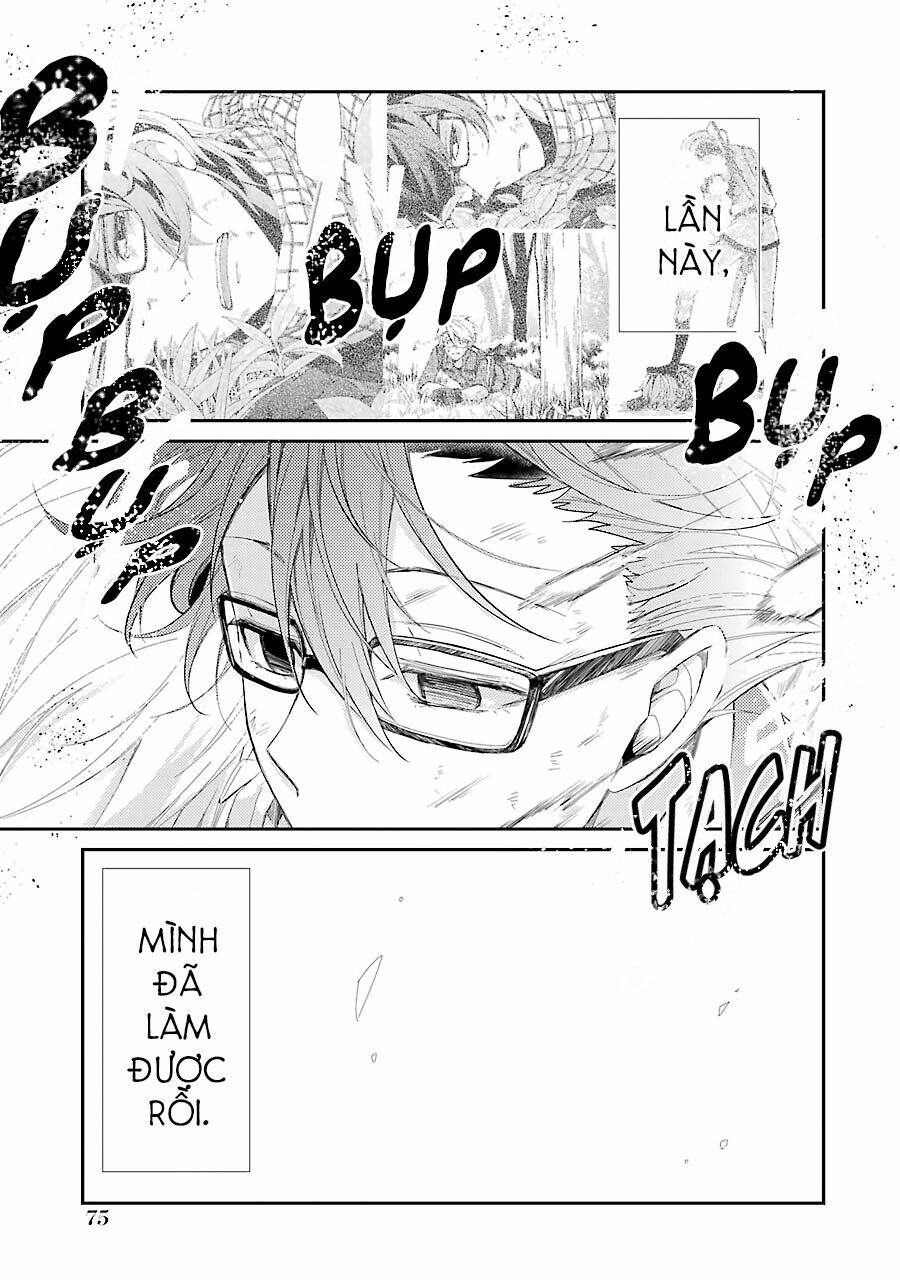 LẦN
NÀY,
BỤP
BỤP
BỤP
BỤP
TẠCH
MÌNH
ĐÃ
LÀM
ĐƯỢC
RỒI.
75